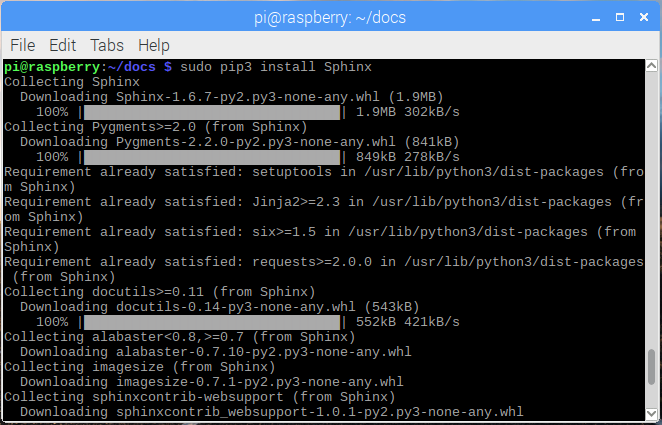 pi@raspberry: ~/docs
File Edit Tabs Help
pi@raspberry:~/docs $ sudo pip3 install Sphinx
Collecting Sphinx
  Downloading Sphinx-1.6.7-py2.py3-none-any.whl (1.9MB)
    100% |████████████████████████████████| 1.9MB 302kB/s
Collecting Pygments>=2.0 (from Sphinx)
  Downloading Pygments-2.2.0-py2.py3-none-any.whl (841kB)
    100% |████████████████████████████████| 849kB 278kB/s
Requirement already satisfied: setuptools in /usr/lib/python3/dist-packages (fro
m Sphinx)
Requirement already satisfied: Jinja2>=2.3 in /usr/lib/python3/dist-packages (fr
om Sphinx)
Requirement already satisfied: six>=1.5 in /usr/lib/python3/dist-packages (from
Sphinx)
Requirement already satisfied: requests>=2.0.0 in /usr/lib/python3/dist-packages
 (from Sphinx)
Collecting docutils>=0.11 (from Sphinx)
  Downloading docutils-0.14-py3-none-any.whl (543kB)
    100% |████████████████████████████████| 552kB 421kB/s
Collecting alabaster<0.8,>=0.7 (from Sphinx)
  Downloading alabaster-0.7.10-py2.py3-none-any.whl
Collecting imagesize (from Sphinx)
  Downloading imagesize-0.7.1-py2.py3-none-any.whl
Collecting sphinxcontrib-websupport (from Sphinx)
  Downloading sphinxcontrib_websupport-1.0.1-py2.py3-none-any.whl